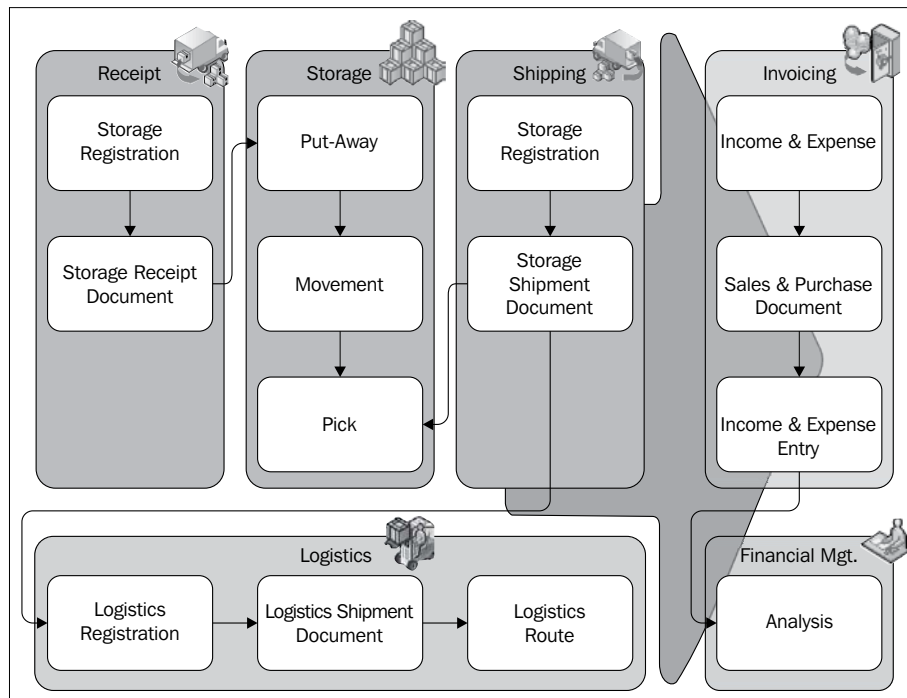 Receipt
Storage
Registration
Storage Receipt
Document
Storage
Put-Away
Movement
Pick
Shipping
Storage
Registration
Storage
Shipment
Document
Invoicing
Income & Expense
Sales & Purchase
Document
Income & Expense
Entry
Logistics
Logistics
Registration
Logistics Shipment
Document
Logistics
Route
Financial Mgt.
Analysis